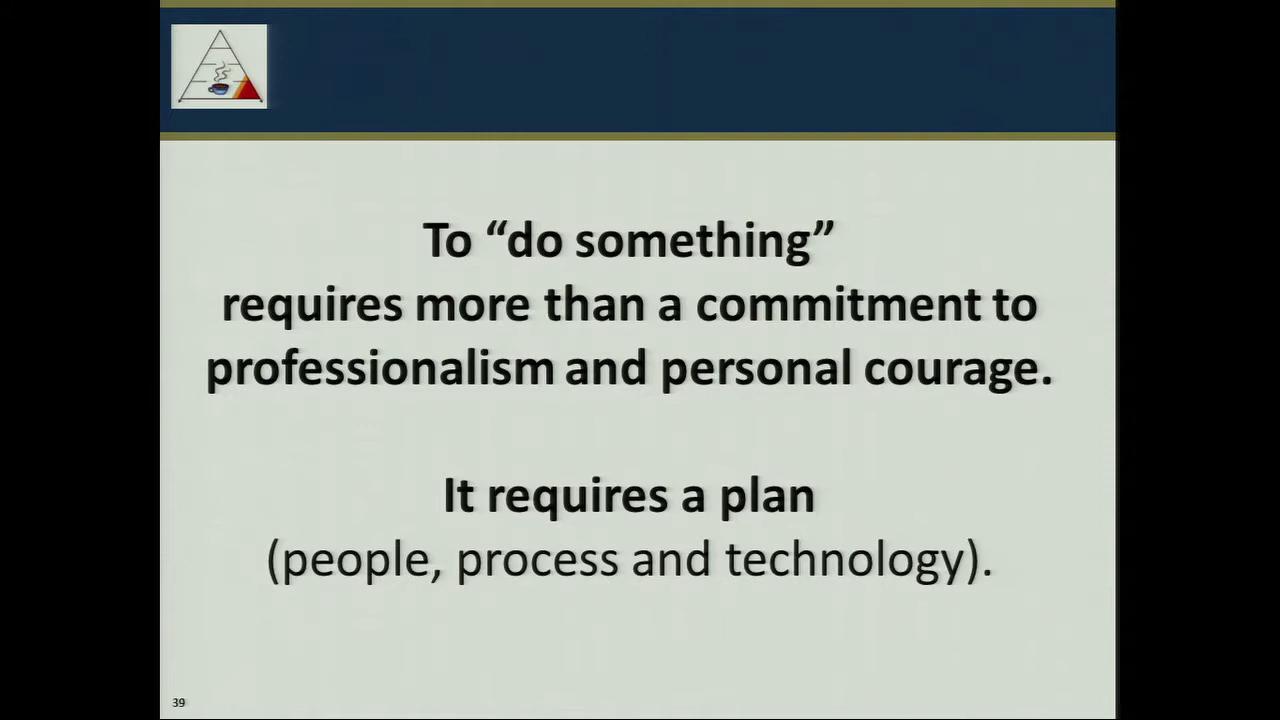 To “do something”
requires more than a commitment to
professionalism and personal courage.
It requires a plan
(people, process and technology).
39